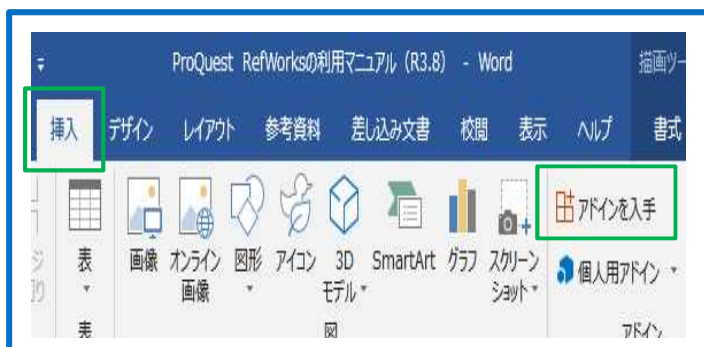 ProQuest RefWorksの利用マニュアル (R3.8) - Word 描画ツー
挿入 デザイン レイアウト 参考資料 差し込み文書 校閲 表示 ヘルプ 書式
表 画像 オンライン 図形 アイコン 3D SmartArt グラフ スクリーン アドインを入手
画像 モデル ショット 個人用アドイン
表 図 アドイン